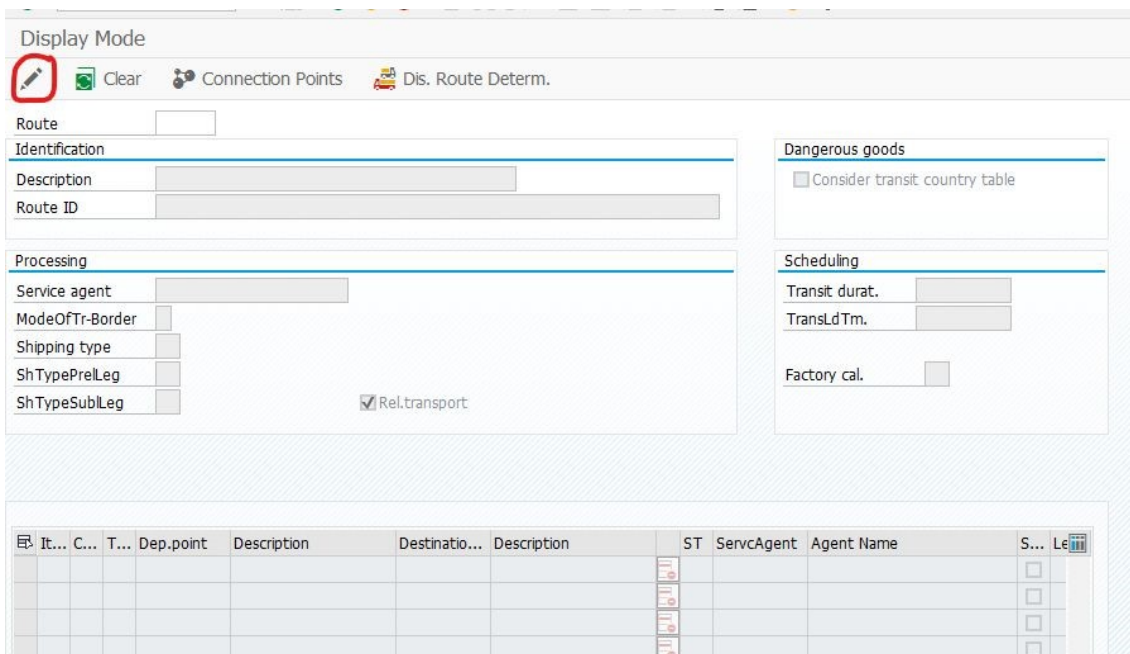 Display Mode
Clear Connection Points Dis. Route Determ.
Route
Identification
Description
Route ID
Dangerous goods
Consider transit country table
Processing
Service agent
ModeOfTr-Border
Shipping type
ShTypePrelLeg
ShTypeSublLeg
Rel.transport
Scheduling
Transit durat.
TransLdTm.
Factory cal.
It... C... T... Dep.point Description Destinatio... Description ST ServcAgent Agent Name S... Le